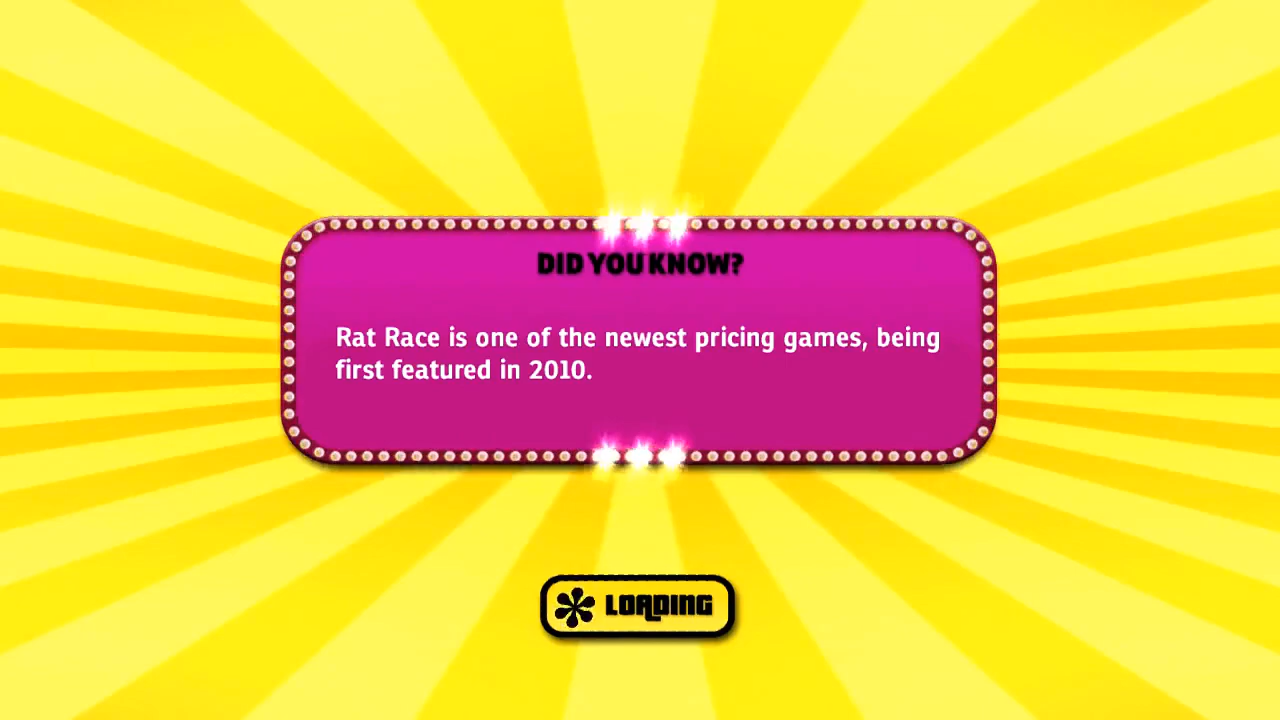 DID YOU KNOW?
Rat Race is one of the newest pricing games, being
first featured in 2010.
LOADING